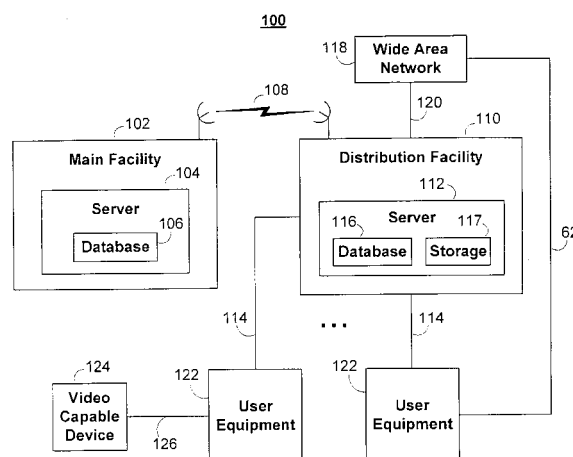 100
118
Wide Area
Network
108
120
102
110
Main Facility
Distribution Facility
104
112
Server
Server
106
116
117
Database
Database
Storage
62
114
...
114
124
122
122
Video
Capable
Device
User
Equipment
User
Equipment
126